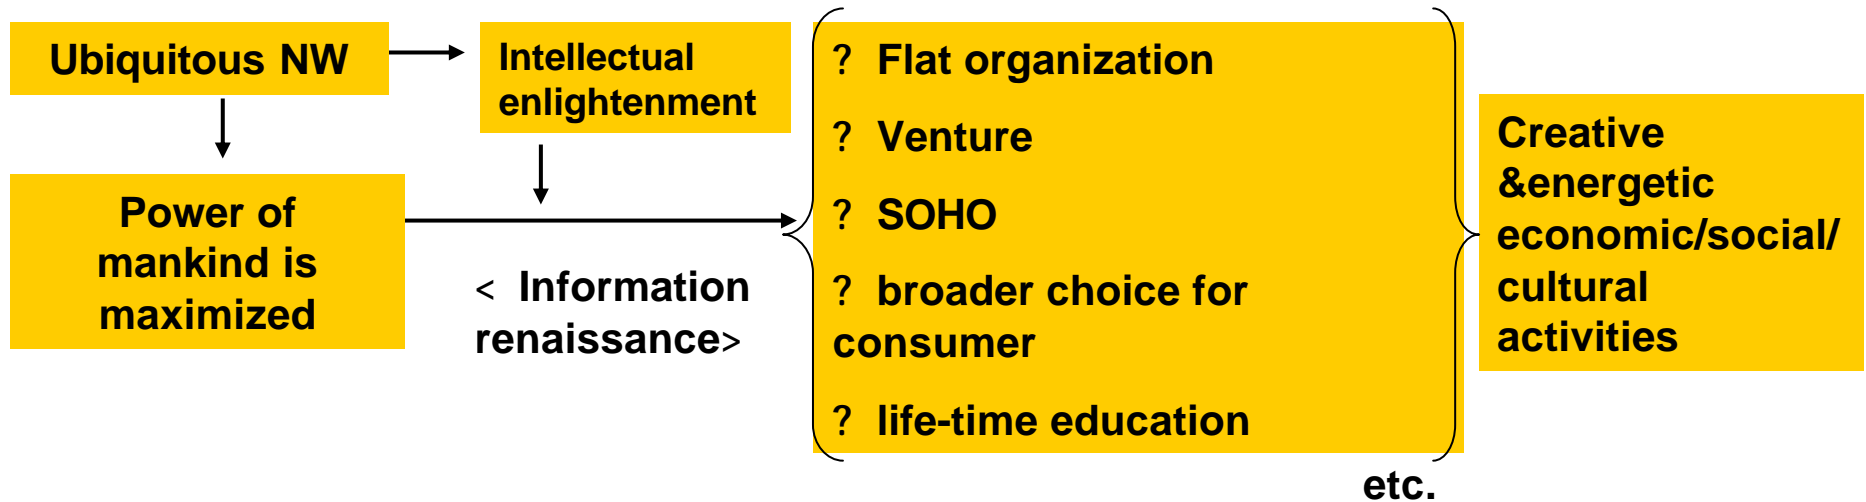 Ubiquitous NW
Intellectual
enlightenment
Power of
mankind is
maximized
< Information
renaissance>
? Flat organization
? Venture
? SOHO
? broader choice for
consumer
? life-time education
etc.
Creative
&energetic
economic/social/
cultural
activities